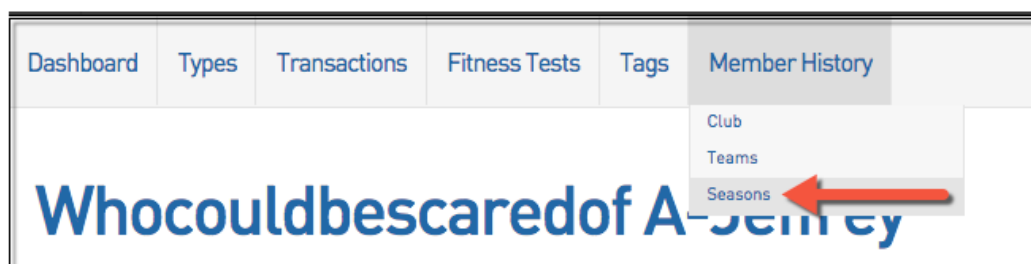 Dashboard Types Transactions Fitness Tests Tags Member History
Club
Teams
Seasons
Whocouldbescaredof